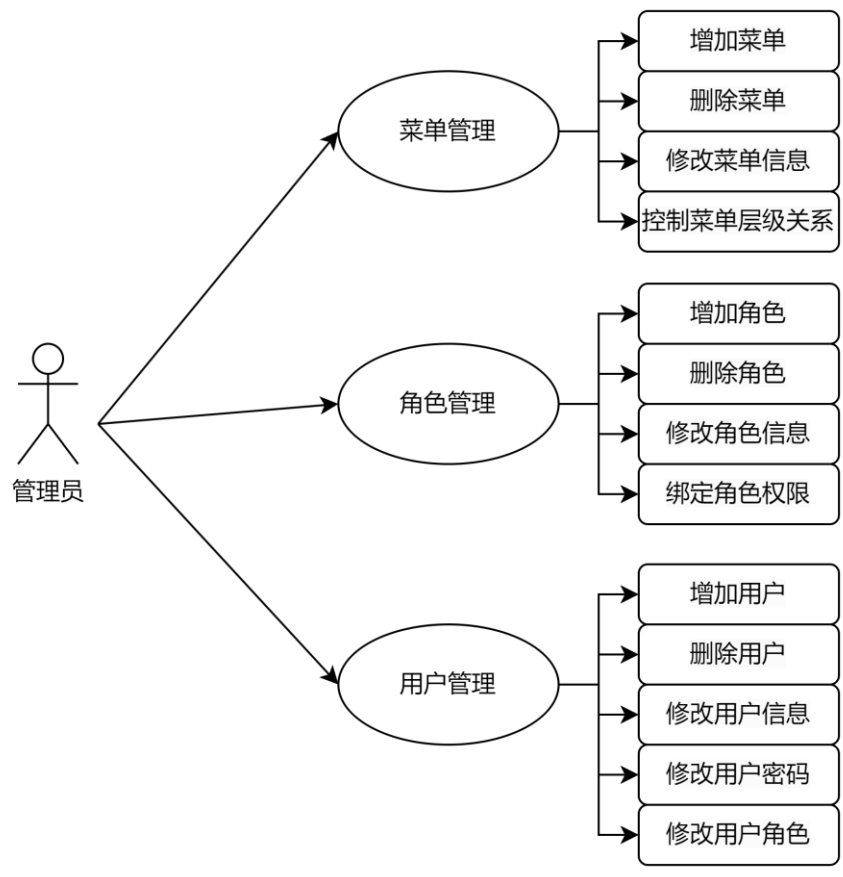 增加菜单
删除菜单
菜单管理
修改菜单信息
控制菜单层级关系
增加角色
删除角色
角色管理
修改角色信息
绑定角色权限
管理员
增加用户
删除用户
用户管理
修改用户信息
修改用户密码
修改用户角色